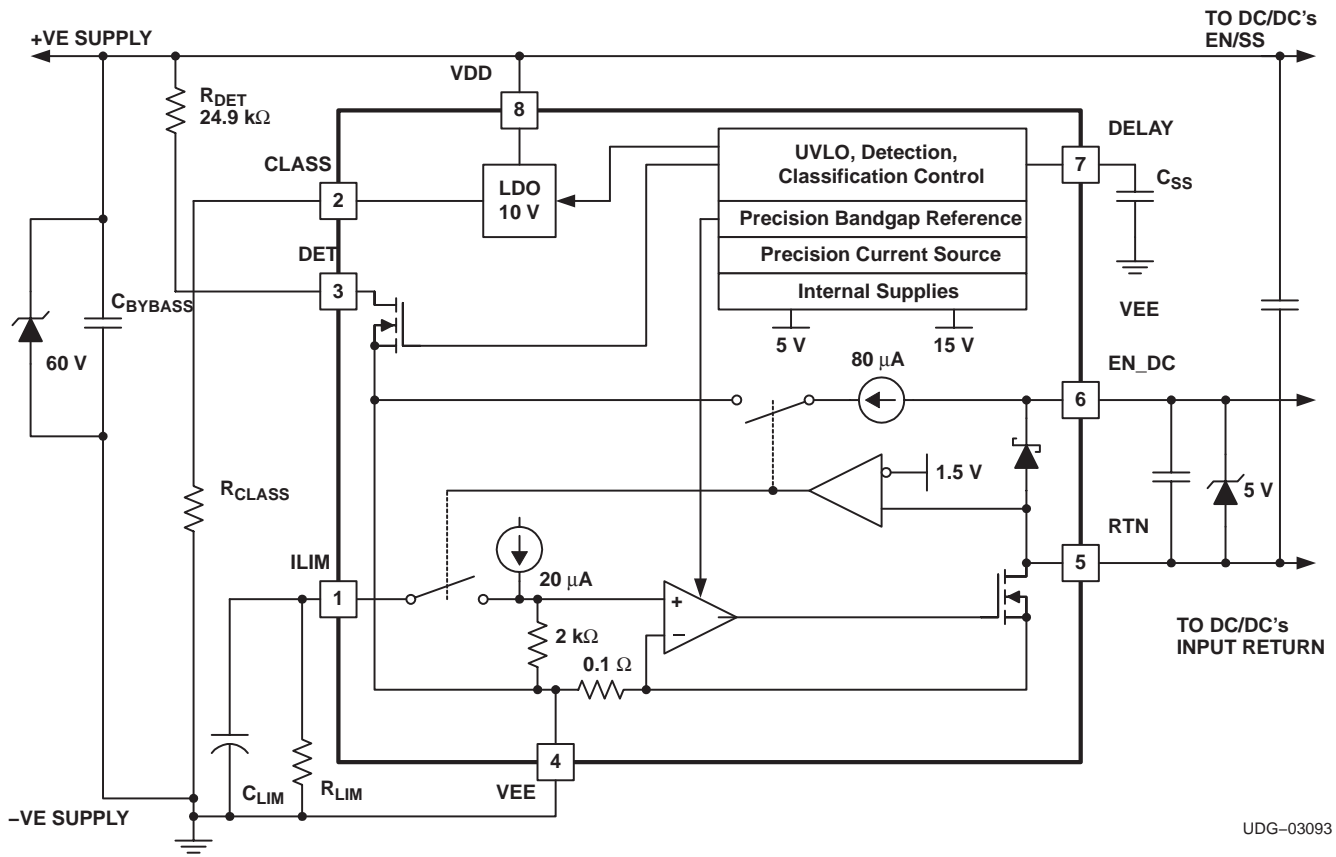 TO DC/DC's
EN/SS
+VE SUPPLY
VDD
RDET
24.9 kΩ
8
DELAY
CLASS
UVLO, Detection,
Classification Control
7
CSS
2
LDO
10 V
Precision Bandgap Reference
DET
Precision Current Source
3
Internal Supplies
CBYBASS
VEE
5 V
15 V
60 V
80 μA
EN_DC
6
1.5 V
5 V
RCLASS
RTN
ILIM
5
20 μA
1
+
2 kΩ
–
0.1 Ω
TO DC/DC's
INPUT RETURN
4
CLIM
RLIM
VEE
–VE SUPPLY
UDG–03093